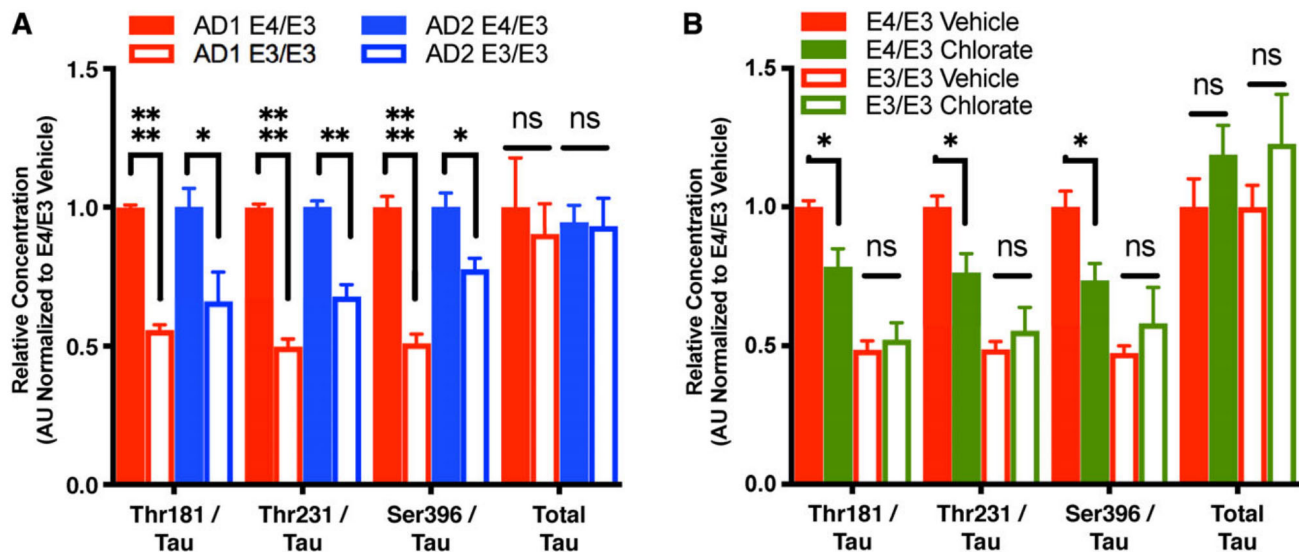 A
AD1 E4/E3
AD2 E4/E3
AD1 E3/E3
AD2 E3/E3
Relative Concentration
(AU Normalized to E4/E3 Vehicle)
1.5
1.0
0.5
0.0
**
**
*
**
**
**
**
**
*
ns
ns
Thr181 /
Tau
Thr231 /
Tau
Ser396 /
Tau
Total
Tau
B
E4/E3 Vehicle
E4/E3 Chlorate
E3/E3 Vehicle
E3/E3 Chlorate
Relative Concentration
(AU Normalized to E4/E3 Vehicle)
1.5
1.0
0.5
0.0
*
ns
*
ns
*
ns
ns
ns
Thr181 /
Tau
Thr231 /
Tau
Ser396 /
Tau
Total
Tau